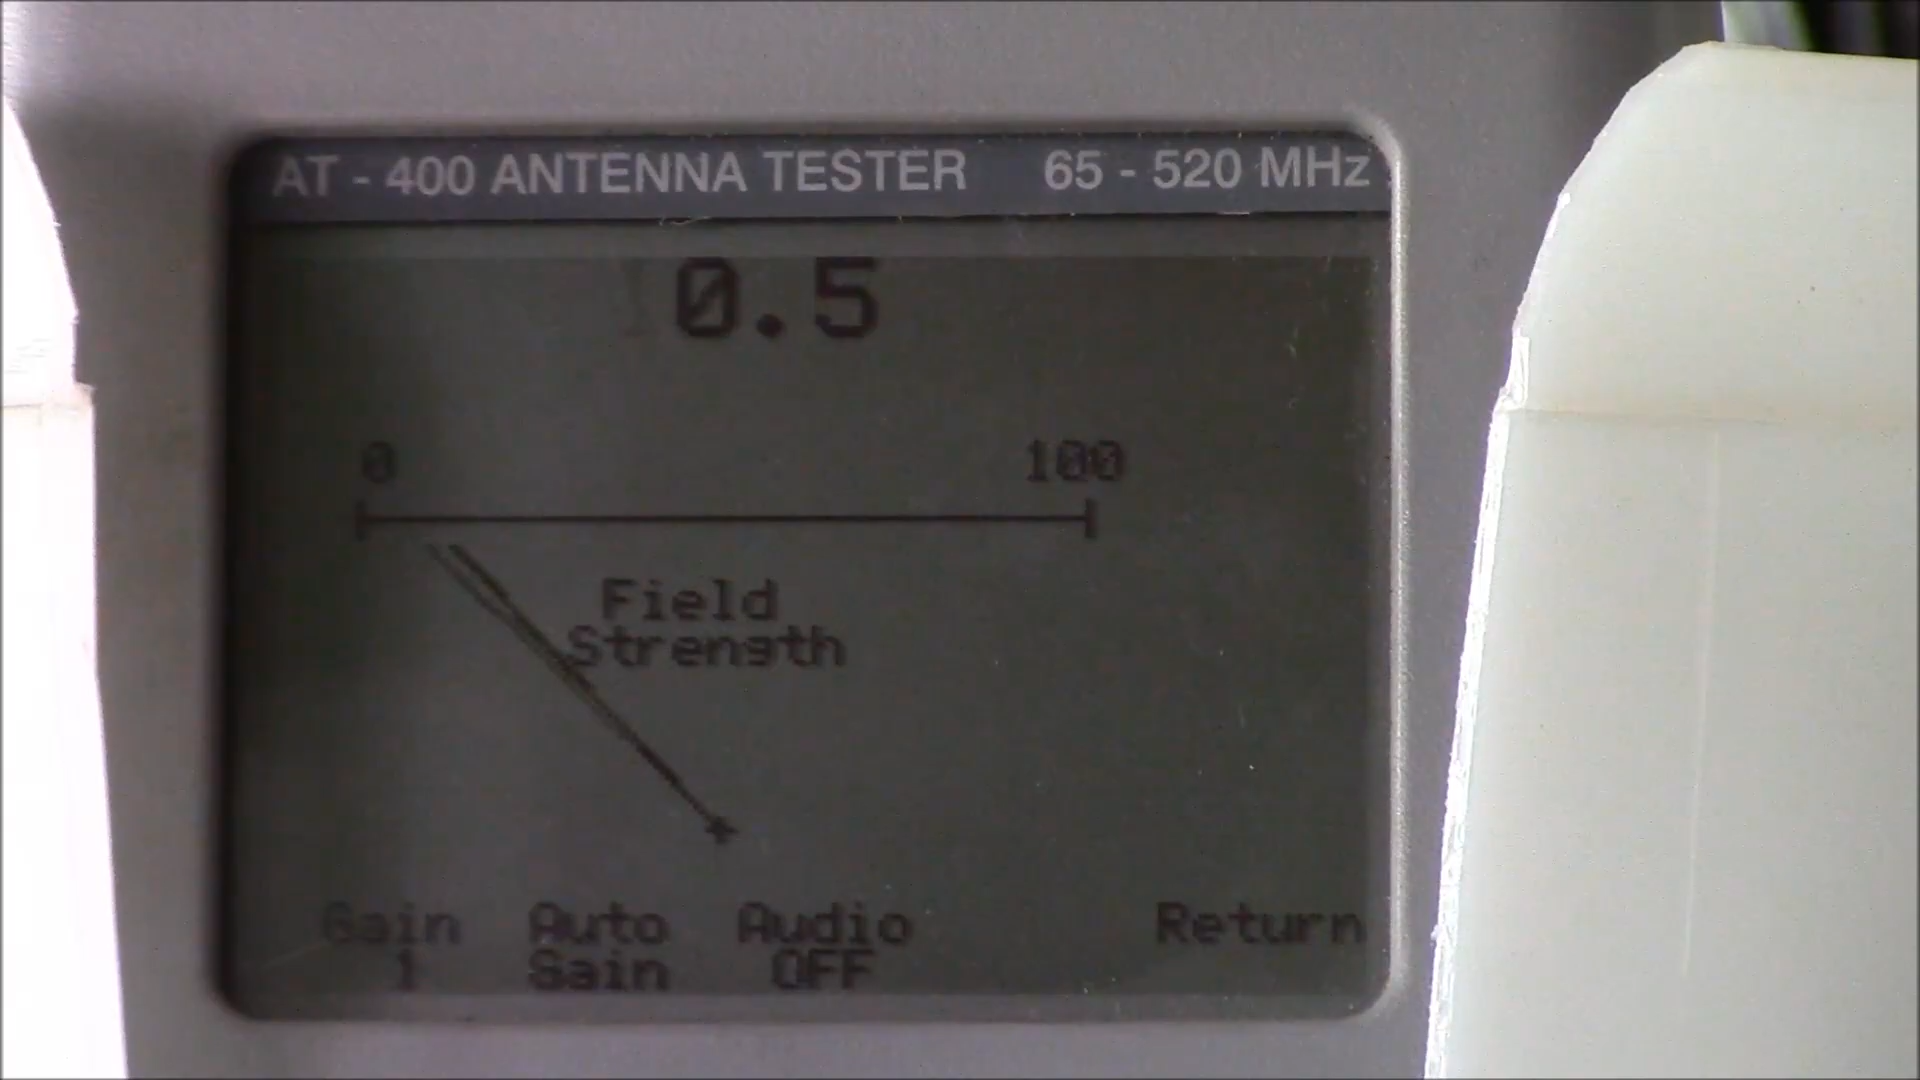 AT - 400 ANTENNA TESTER 65 - 520 MHz
0.5
0 100
Field
Strength
Gain Auto Audio Return
1 Gain OFF